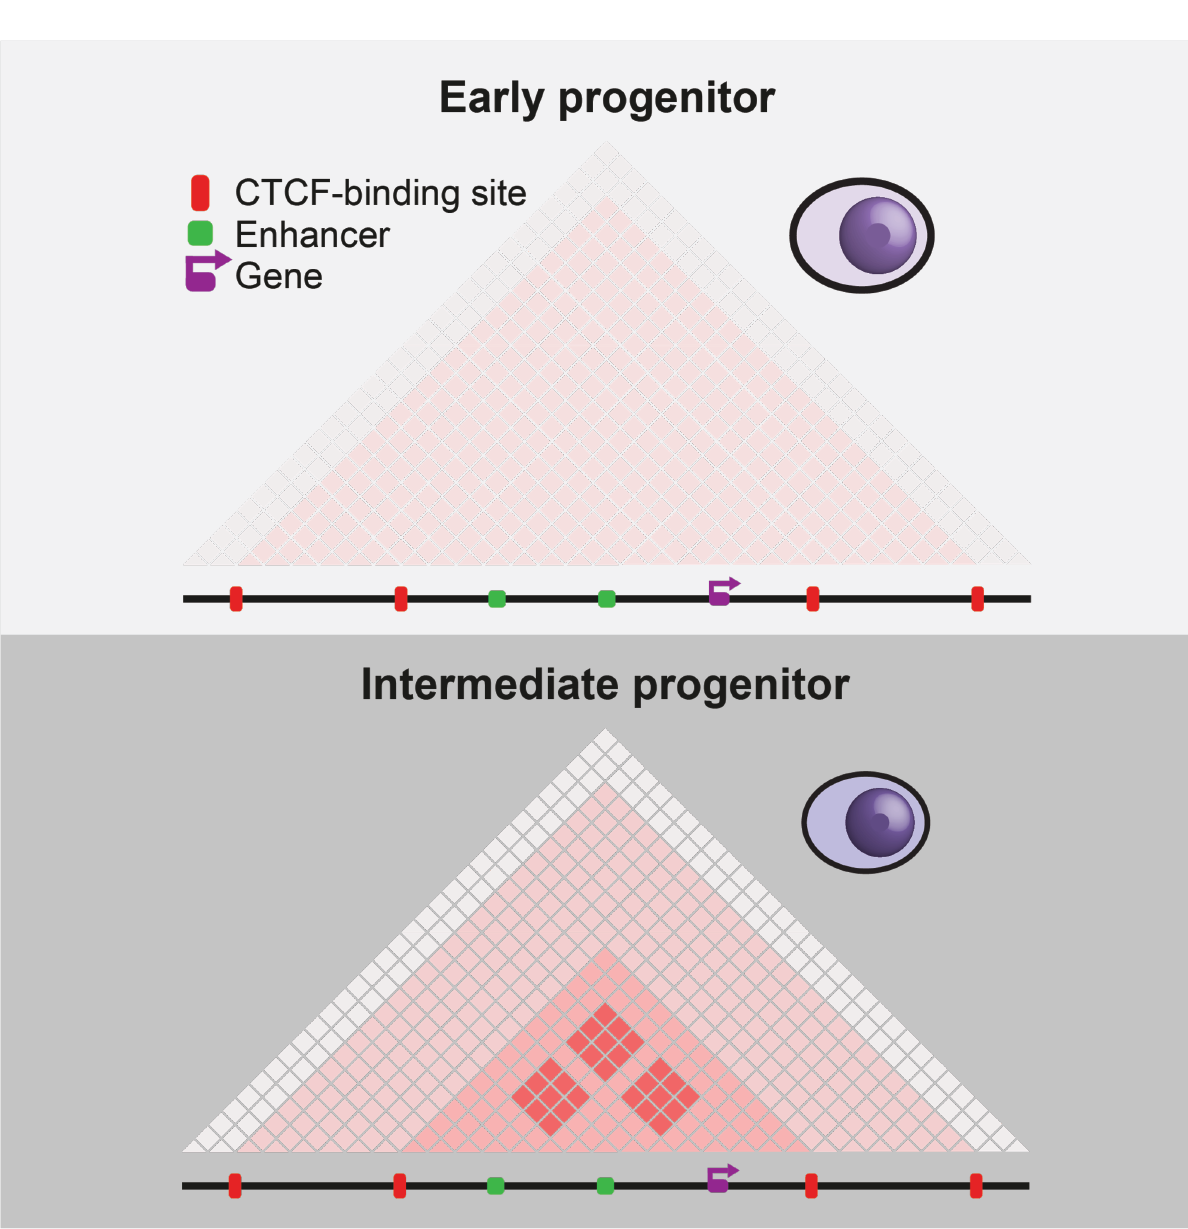 Early progenitor
CTCF-binding site
Enhancer
Gene
Intermediate progenitor